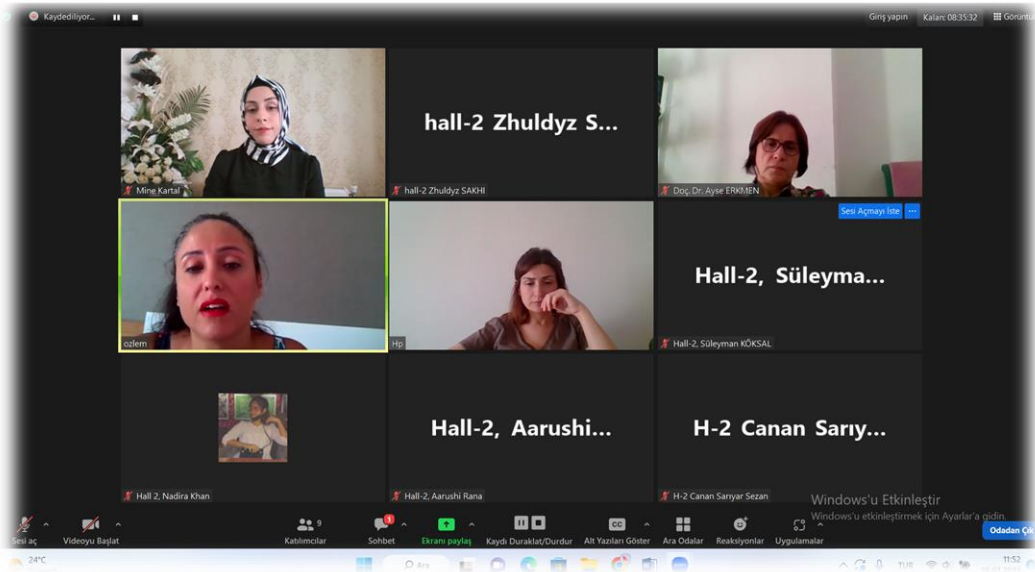 Kaydediliyor...
Giriş yapın
Kalan: 08:35:32
Görüntü
Mine Kartal
hall-2 Zhuldyz S...
hall-2 Zhuldyz SAKHI
Doç. Dr. Ayse ERKMEN
ozlem
Hp
Sesi Açmayı İste ...
Hall-2, Süleyma...
Hall-2, Süleyman KÖKSAL
Hall 2, Nadira Khan
Hall-2, Aarushi...
Hall-2, Aarushi Rana
H-2 Canan Sarıy...
H-2 Canan Sarıyar Sezan
Windows'u Etkinleştir
Windows'u etkinleştirmek için Ayarlar'a gidin.
Sesi aç
Videoyu Başlat
9
Katılımcılar
1
Sohbet
Ekranı paylaş
Kaydı Duraklat/Durdur
CC
Alt Yazıları Göster
Ara Odalar
Reaksiyonlar
Uygulamalar
Odadan Çık
24°C
Ara
TUR
11:52